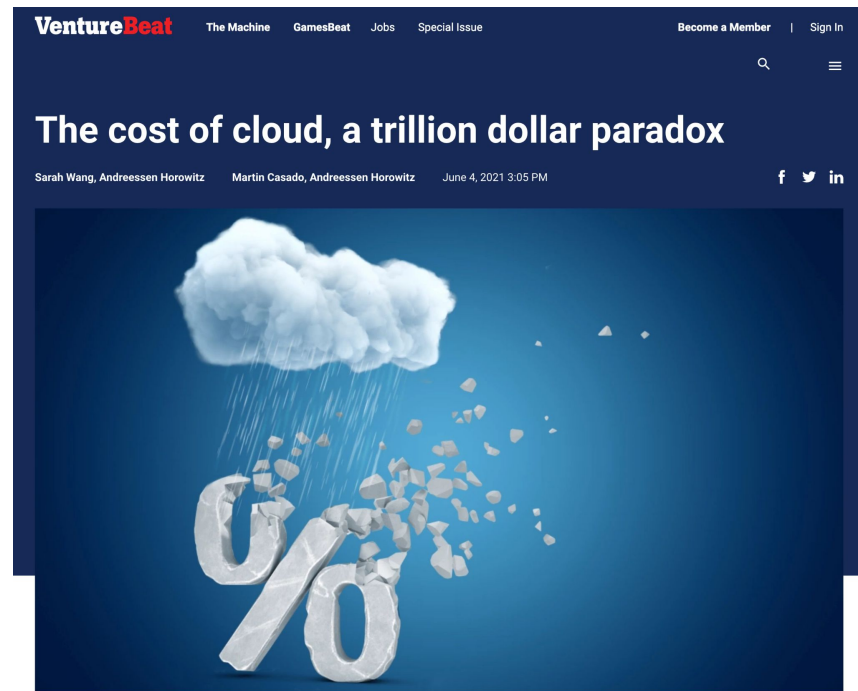 VentureBeat The Machine GamesBeat Jobs Special Issue Become a Member | Sign In
The cost of cloud, a trillion dollar paradox
Sarah Wang, Andreessen Horowitz Martin Casado, Andreessen Horowitz June 4, 2021 3:05 PM
f in
%